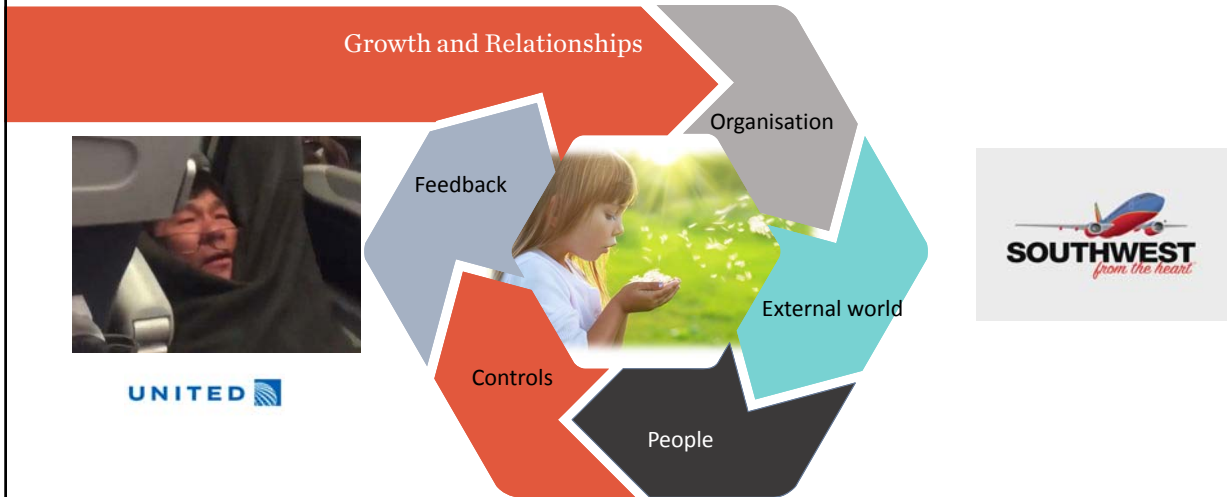 Growth and Relationships
Organisation
Feedback
External world
Controls
People
UNITED
SOUTHWEST
from the heart